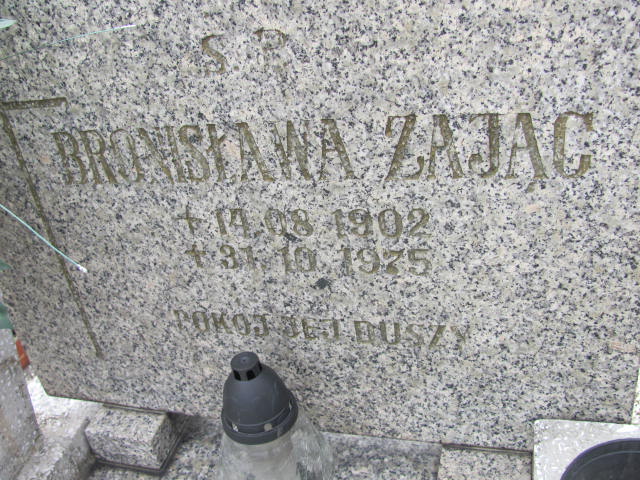 S P
BRONISŁAWA ZAJĄC
+ 14.08 1902
+ 31.10.1975
POKÓJ JEJ DUSZY